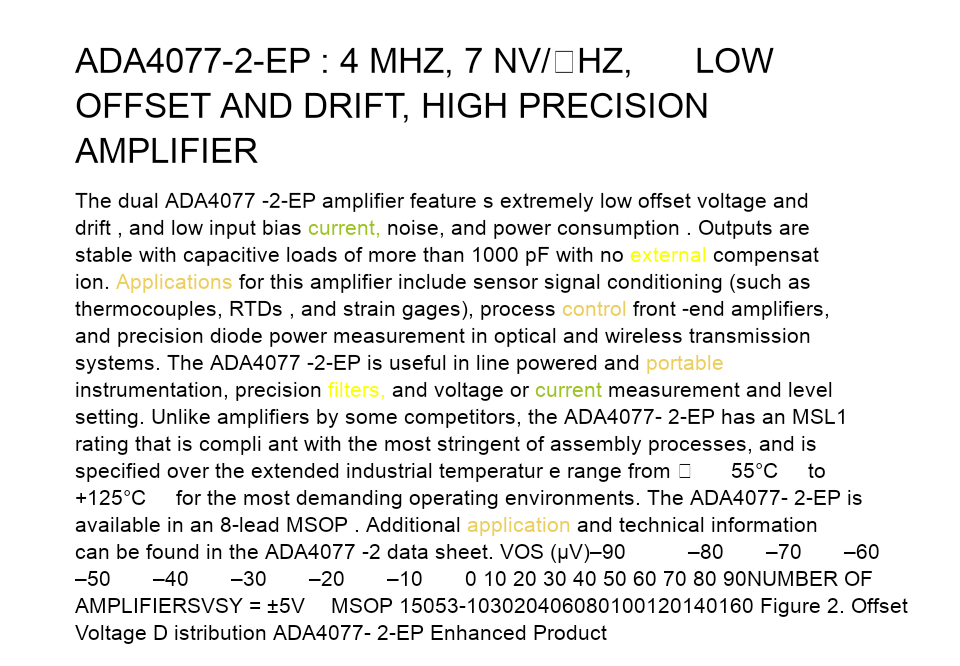 ADA4077-2-EP : 4 MHZ, 7 NV/□HZ, LOW
OFFSET AND DRIFT, HIGH PRECISION
AMPLIFIER
The dual ADA4077 -2-EP amplifier feature s extremely low offset voltage and
drift , and low input bias current, noise, and power consumption . Outputs are
stable with capacitive loads of more than 1000 pF with no external compensat
ion. Applications for this amplifier include sensor signal conditioning (such as
thermocouples, RTDs , and strain gages), process control front -end amplifiers,
and precision diode power measurement in optical and wireless transmission
systems. The ADA4077 -2-EP is useful in line powered and portable
instrumentation, precision filters, and voltage or current measurement and level
setting. Unlike amplifiers by some competitors, the ADA4077- 2-EP has an MSL1
rating that is compli ant with the most stringent of assembly processes, and is
specified over the extended industrial temperatur e range from □ 55°C to
+125°C for the most demanding operating environments. The ADA4077- 2-EP is
available in an 8-lead MSOP . Additional application and technical information
can be found in the ADA4077 -2 data sheet. VOS (µV)–90 –80 –70 –60
–50 –40 –30 –20 –10 0 10 20 30 40 50 60 70 80 90NUMBER OF
AMPLIFIERSVSY = ±5V MSOP 15053-103020406080100120140160 Figure 2. Offset
Voltage D istribution ADA4077- 2-EP Enhanced Product